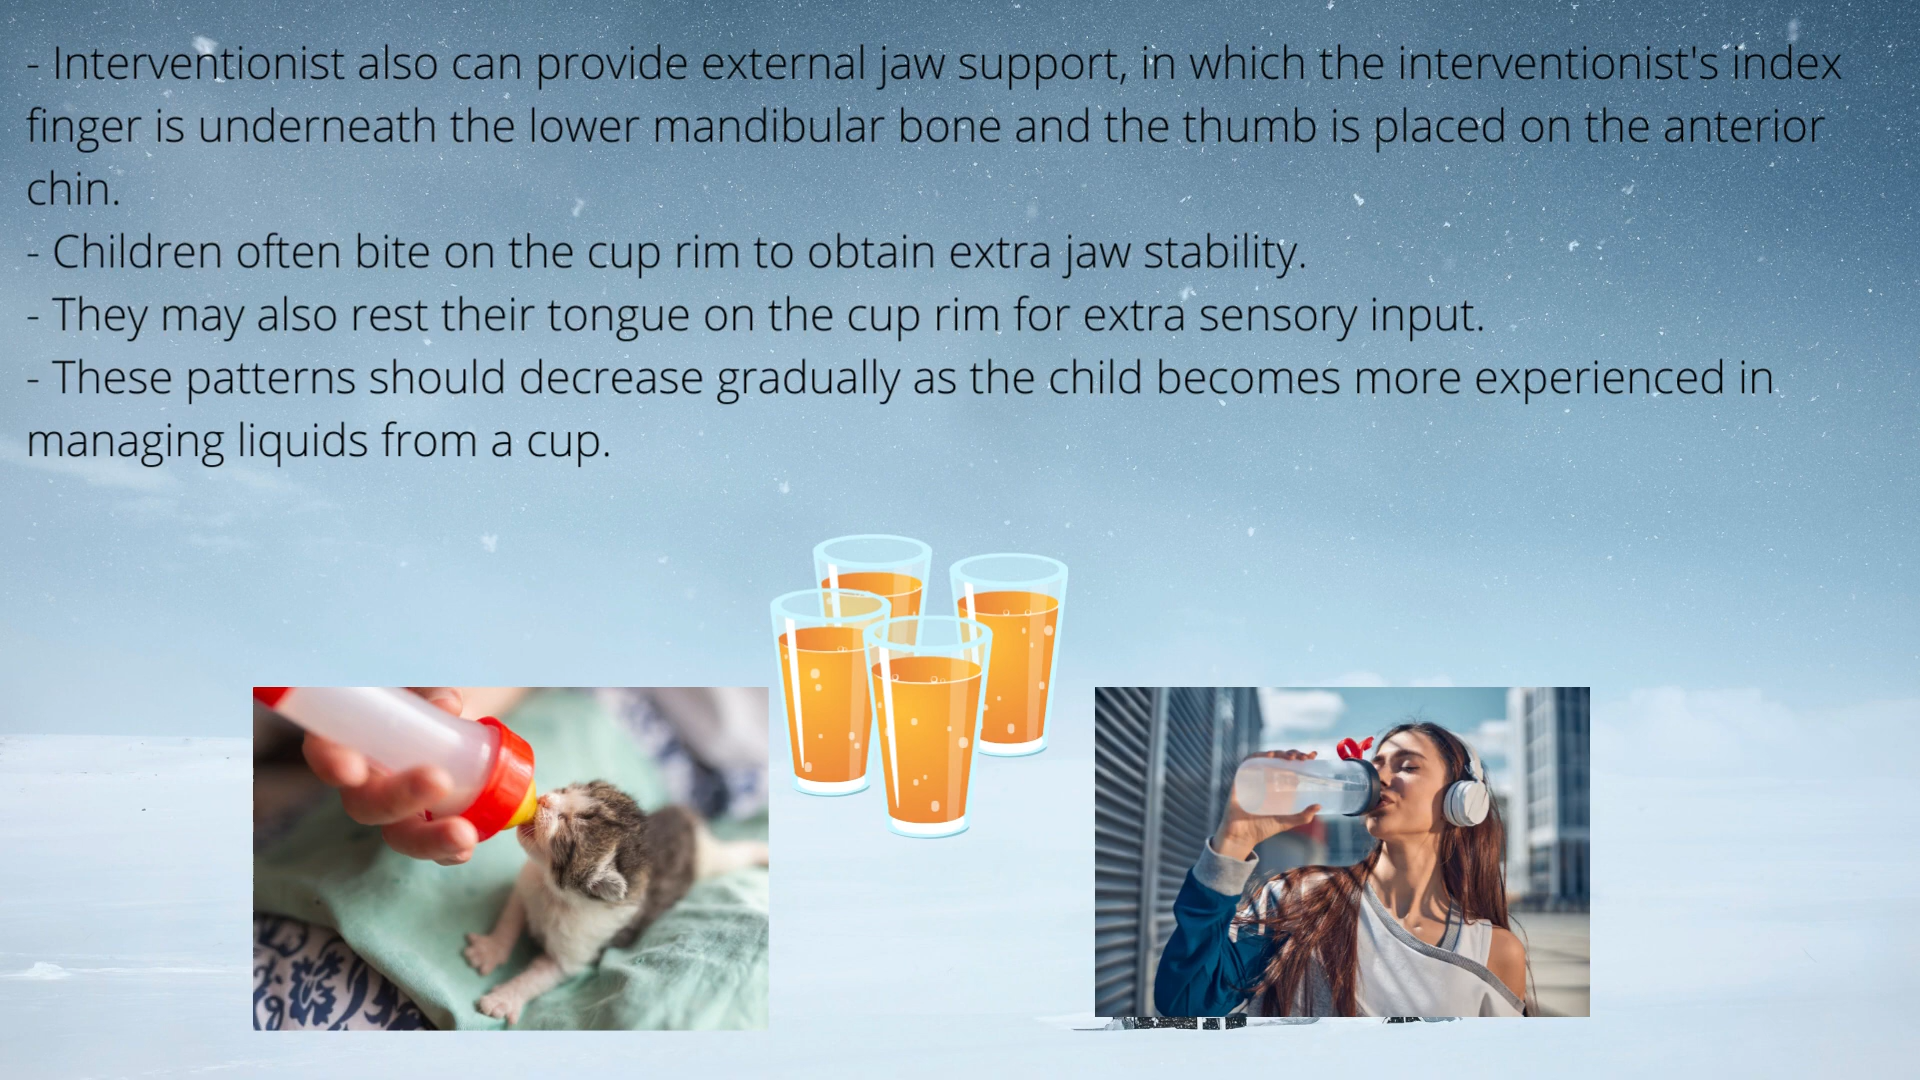 - Interventionist also can provide external jaw support, in which the interventionist's index
finger is underneath the lower mandibular bone and the thumb is placed on the anterior
chin.
- Children often bite on the cup rim to obtain extra jaw stability.
- They may also rest their tongue on the cup rim for extra sensory input.
- These patterns should decrease gradually as the child becomes more experienced in
managing liquids from a cup.